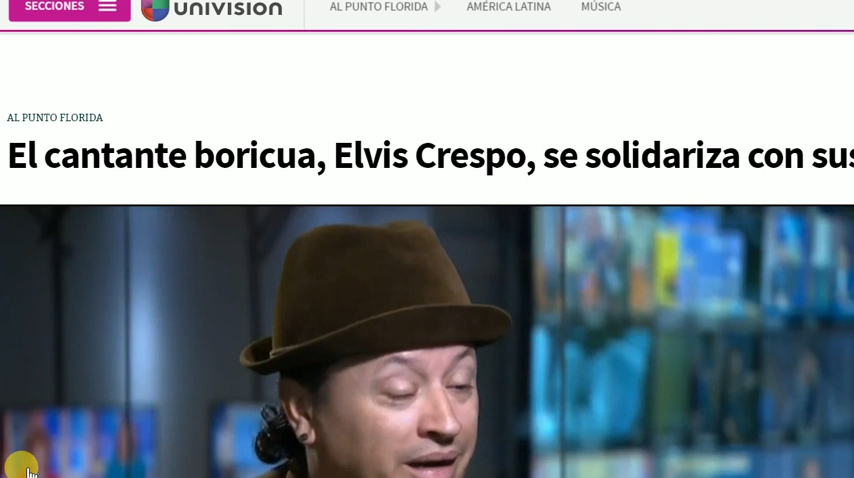 SECCIONES
univision
AL PUNTO FLORIDA
AMÉRICA LATINA
MÚSICA
AL PUNTO FLORIDA
El cantante boricua, Elvis Crespo, se solidariza con sus